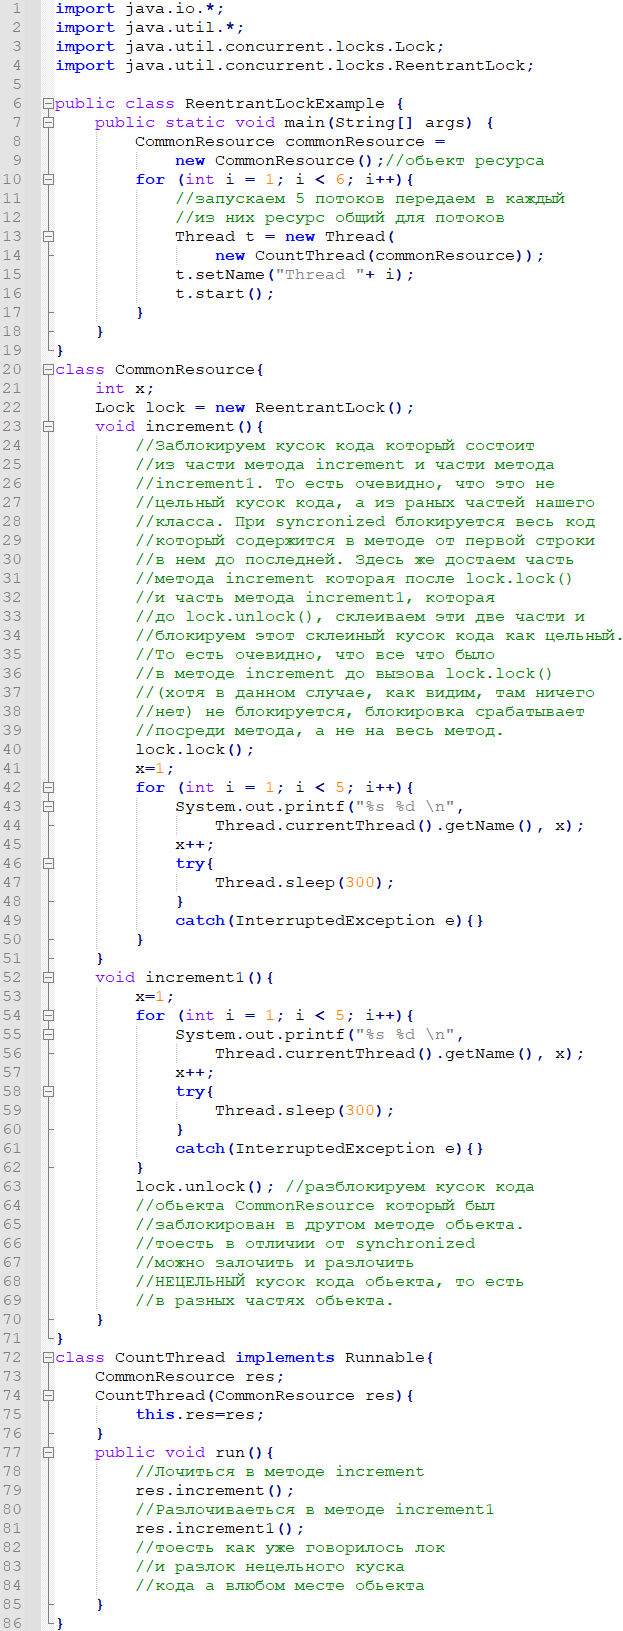 1 import java.io.*;
2 import java.util.*;
3 import java.util.concurrent.locks.Lock;
4 import java.util.concurrent.locks.ReentrantLock;
5
6 public class ReentrantLockExample {
7     public static void main(String[] args) {
8         CommonResource commonResource =
9             new CommonResource();//обьект ресурса
10         for (int i = 1; i < 6; i++){
11             //запускаем 5 потоков передаем в каждый
12             //из них ресурс общий для потоков
13             Thread t = new Thread(
14                 new CountThread(commonResource));
15             t.setName("Thread "+ i);
16             t.start();
17         }
18     }
19 }
20 class CommonResource{
21     int x;
22     Lock lock = new ReentrantLock();
23     void increment(){
24         //Заблокируем кусок кода который состоит
25         //из части метода increment и части метода
26         //increment1. То есть очевидно, что это не
27         //цельный кусок кода, а из раных частей нашего
28         //класса. При syncronized блокируется весь код
29         //который содержится в методе от первой строки
30         //в нем до последней. Здесь же достаем часть
31         //метода increment которая после lock.lock()
32         //и часть метода increment1, которая
33         //до lock.unlock(), склеиваем эти две части и
34         //блокируем этот склеиный кусок кода как цельный.
35         //То есть очевидно, что все что было
36         //в методе increment до вызова lock.lock()
37         //(хотя в данном случае, как видим, там ничего
38         //нет) не блокируется, блокировка срабатывает
39         //посреди метода, а не на весь метод.
40         lock.lock();
41         x=1;
42         for (int i = 1; i < 5; i++){
43             System.out.printf("%s %d \n",
44                 Thread.currentThread().getName(), x);
45             x++;
46             try{
47                 Thread.sleep(300);
48             }
49             catch(InterruptedException e){}
50         }
51     }
52     void increment1(){
53         x=1;
54         for (int i = 1; i < 5; i++){
55             System.out.printf("%s %d \n",
56                 Thread.currentThread().getName(), x);
57             x++;
58             try{
59                 Thread.sleep(300);
60             }
61             catch(InterruptedException e){}
62         }
63         lock.unlock(); //разблокируем кусок кода
64         //обьекта CommonResource который был
65         //заблокирован в другом методе обьекта.
66         //тоесть в отличии от synchronized
67         //можно залочить и разлочить
68         //НЕЦЕЛЬНЫЙ кусок кода обьекта, то есть
69         //в разных частях обьекта.
70     }
71 }
72 class CountThread implements Runnable{
73     CommonResource res;
74     CountThread(CommonResource res){
75         this.res=res;
76     }
77     public void run(){
78         //Лочиться в методе increment
79         res.increment();
80         //Разлочиваеться в методе increment1
81         res.increment1();
82         //тоесть как уже говорилось лок
83         //и разлок нецельного куска
84         //кода а влюбом месте обьекта
85     }
86 }